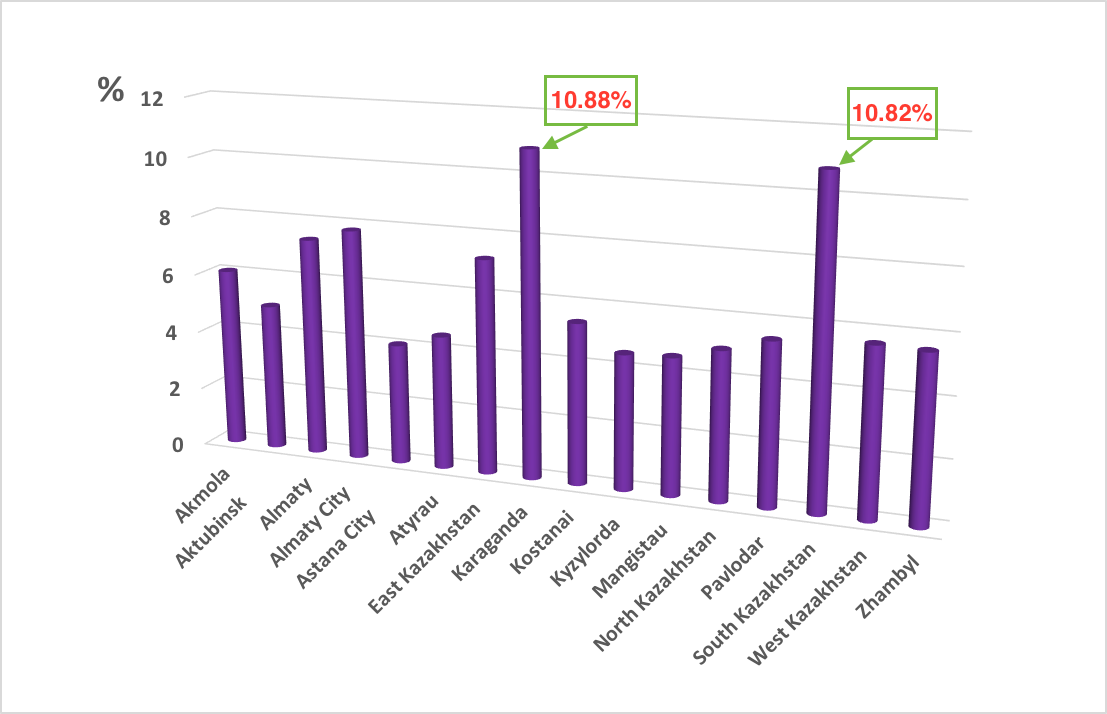 %
12
10
8
6
4
2
0
10.88%
10.82%
Akmola
Aktubinsk
Almaty
Almaty City
Astana City
Atyrau
East Kazakhstan
Karaganda
Kostanai
Kyzylorda
Mangistau
North Kazakhstan
Pavlodar
South Kazakhstan
West Kazakhstan
Zhambyl